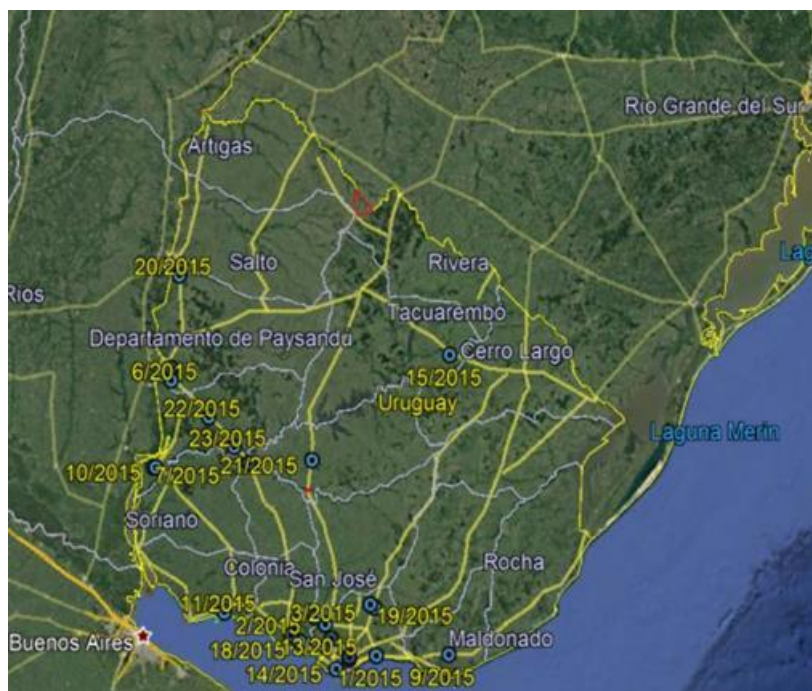 Rio Grande del Sur
Artigas
20/2015
Salto
Rivera
Lag
Rios
Tacuarembó
Departamento de Paysandu
Cerro Largo
6/2015
15/2015
22/2015
Uruguay
23/2015
Laguna Merin
10/2015
7/2015
21/2015
Soriano
Rocha
Colonia
San José
11/2015
3/2015
19/2015
2/2015
Buenos Aires
18/2015
13/2015
Maldonado
14/2015
1/2015
9/2015